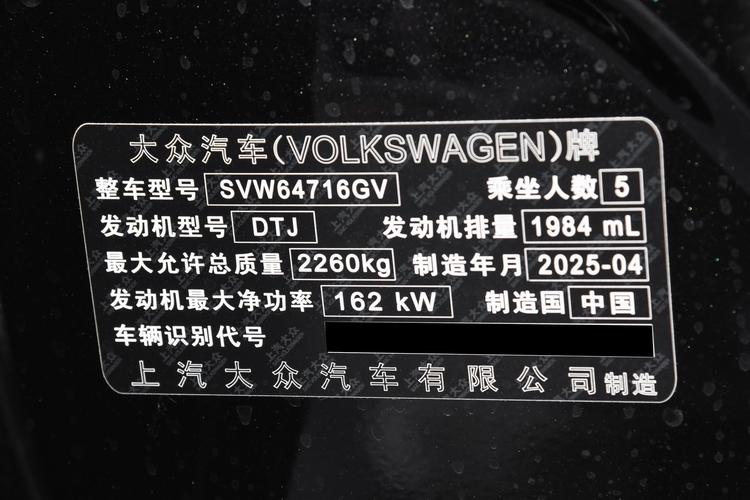 大众汽车(VOLKSWAGEN)牌
整车型号 SVW64716GV 乘坐人数 5
发动机型号 DTJ 发动机排量 1984 mL
最大允许总质量 2260kg 制造年月 2025-04
发动机最大净功率 162 kW 制造国 中国
车辆识别代号
上汽大众汽车有限公司 制造